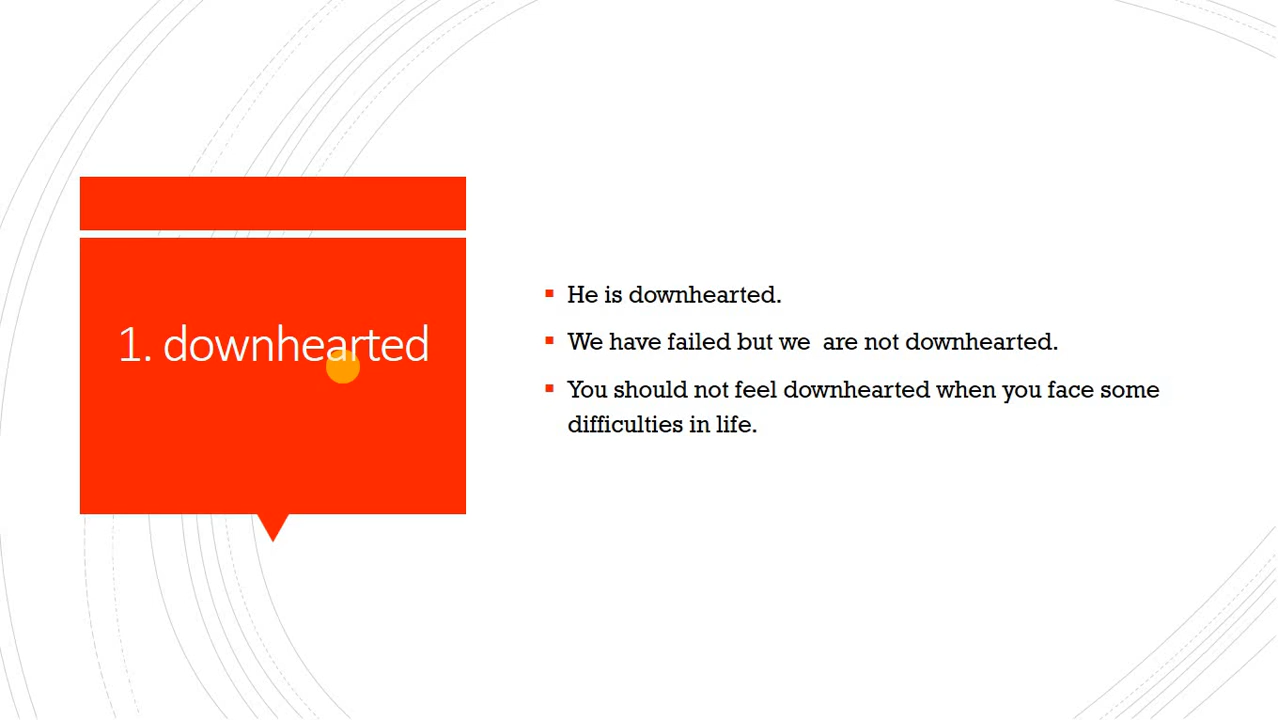 1. downhearted
He is downhearted.
We have failed but we  are not downhearted.
You should not feel downhearted when you face some
difficulties in life.